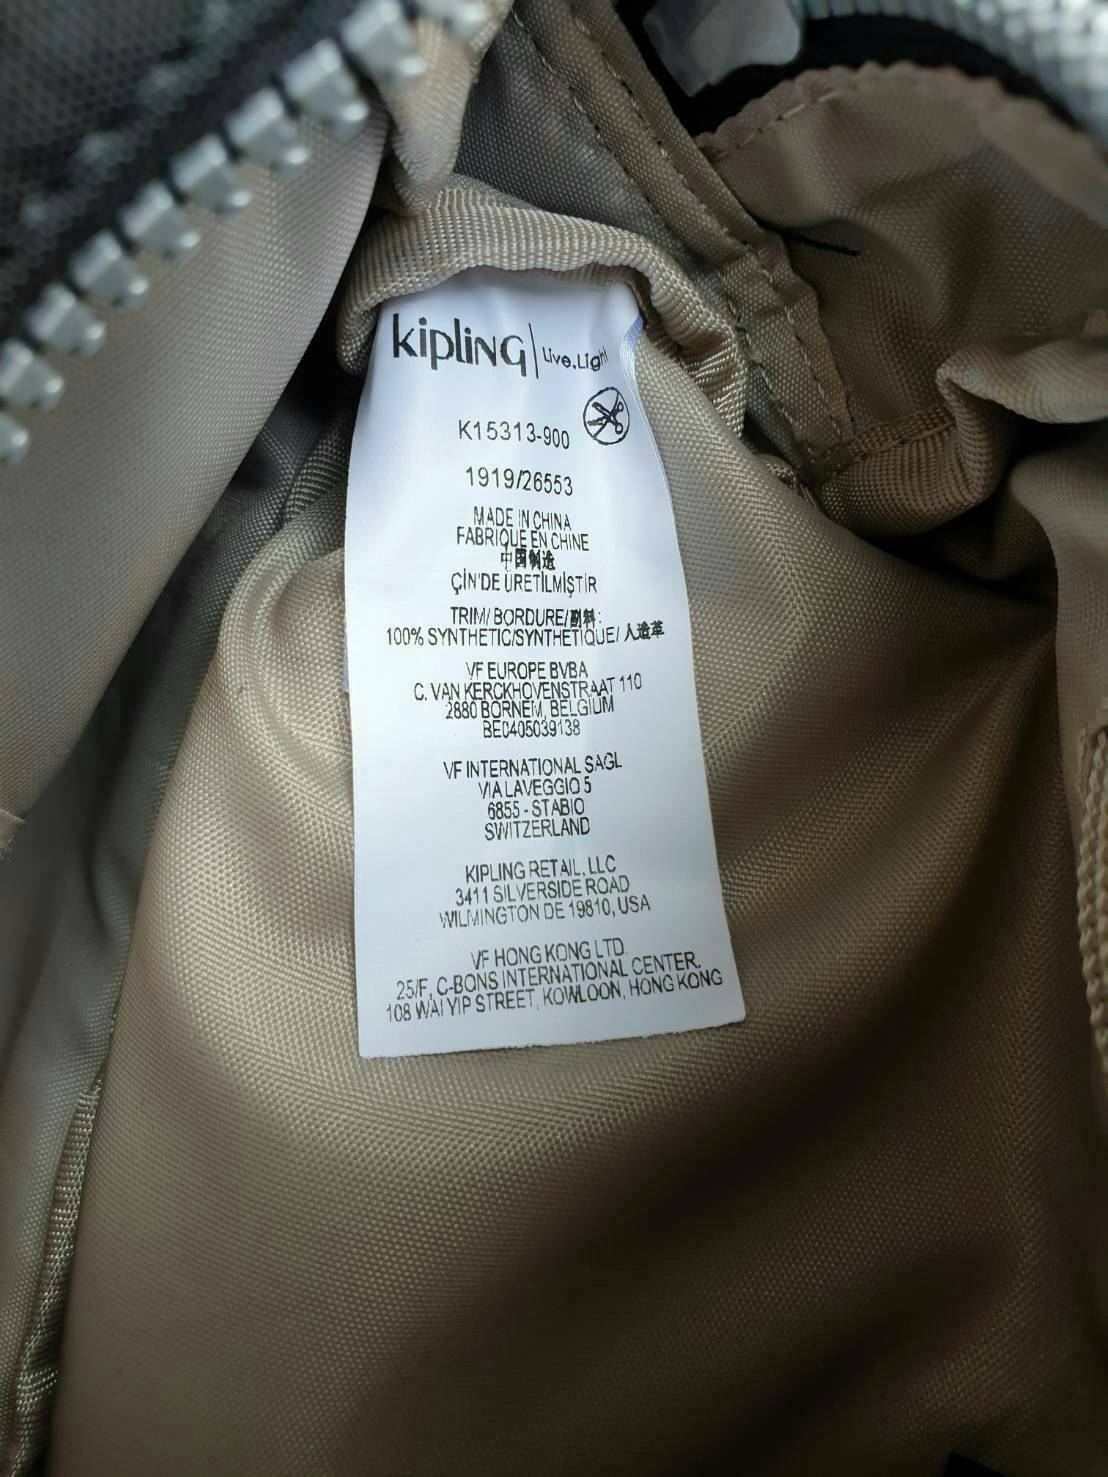 kipling | Live.Light
K15313-900
1919/26553
MADE IN CHINA
FABRIQUE EN CHINE
中国制造
ÇİN'DE ÜRETİLMİŞTİR
TRIM/ BORDURE/副料:
100% SYNTHETIC/SYNTHETIQUE/ 人造革
VF EUROPE BVBA
C. VAN KERCKHOVENSTRAAT 110
2880 BORNEM, BELGIUM
BE0405039138
VF INTERNATIONAL SAGL
VIA LAVEGGIO 5
6855 - STABIO
SWITZERLAND
KIPLING RETAIL, LLC
3411 SILVERSIDE ROAD
WILMINGTON DE 19810, USA
VF HONG KONG LTD
25/F, C-BONS INTERNATIONAL CENTER.
108 WAI YIP STREET, KOWLOON, HONG KONG